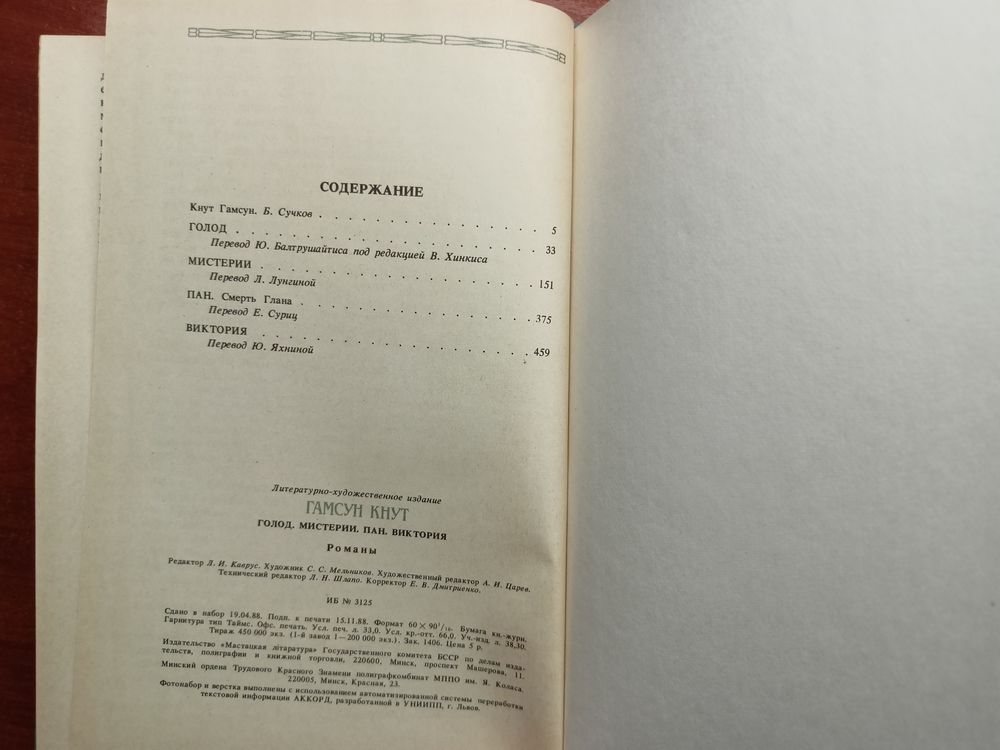 СОДЕРЖАНИЕ
Кнут Гамсун. Б. Сучков . . . . . . . . . . . . . . . . 5
ГОЛОД . . . . . . . . . . . . . . . . . . . . . . 33
Перевод Ю. Балтрушайтиса под редакцией В. Хинкиса
МИСТЕРИИ . . . . . . . . . . . . . . . . . . . . 151
Перевод Л. Лунгиной
ПАН. Смерть Глана . . . . . . . . . . . . . . . . . 375
Перевод Е. Суриц
ВИКТОРИЯ . . . . . . . . . . . . . . . . . . . . 459
Перевод Ю. Яхниной
Литературно-художественное издание
ГАМСУН КНУТ
ГОЛОД. МИСТЕРИИ. ПАН. ВИКТОРИЯ
Романы
Редактор Л. И. Каврус. Художник С. С. Мельников. Художественный редактор А. И. Царев.
Технический редактор Л. Н. Шлапо. Корректор Е. В. Дмитриенко.
ИБ № 3125
Сдано в набор 19.04.88. Подп. к печати 15.11.88. Формат 60 × 90 1/16. Бумага кн.-журн.
Гарнитура тип Таймс. Офс. печать. Усл. печ. л. 33,0. Усл. кр.-отт. 66,0. Уч.-изд. л. 38,30.
Тираж 450 000 экз. (1-й завод 1—200 000 экз.). Зак. 1406. Цена 5 р.
Издательство «Мастацкая літаратура» Государственного комитета БССР по делам изда-
тельств, полиграфии и книжной торговли, 220600, Минск, проспект Машерова, 11.
Минский ордена Трудового Красного Знамени полиграфкомбинат МППО им. Я. Коласа.
220005, Минск, Красная, 23.
Фотонабор и верстка выполнены с использованием автоматизированной системы переработки
текстовой информации АККОРД, разработанной в УНИИПП, г. Львов.